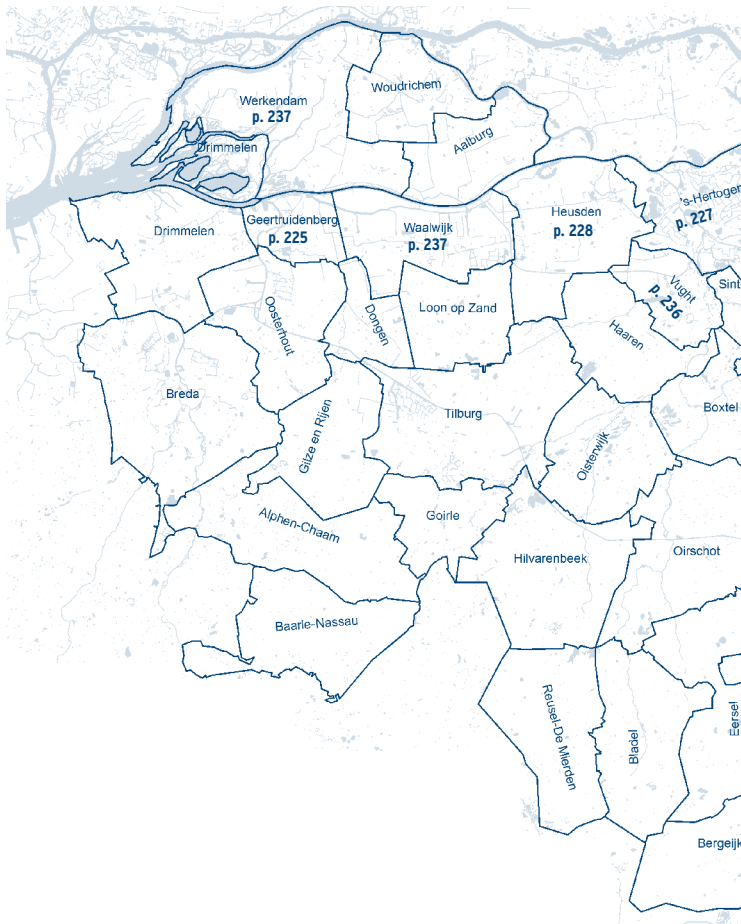 Woudrichem
Werkendam
p. 237
Aalburg
Drimmelen
's-Hertogen
p. 227
Heusden
p. 228
Geertruidenberg
p. 225
Waalwijk
p. 237
Drimmelen
Vught
p. 236
Sint
Oosterhout
Dongen
Loon op Zand
Haaren
Breda
Gilze en Rijen
Tilburg
Boxtel
Oisterwijk
Alphen-Chaam
Goirle
Hilvarenbeek
Oirschot
Baarle-Nassau
Reusel-De Mierden
Bladel
Eersel
Bergeijk